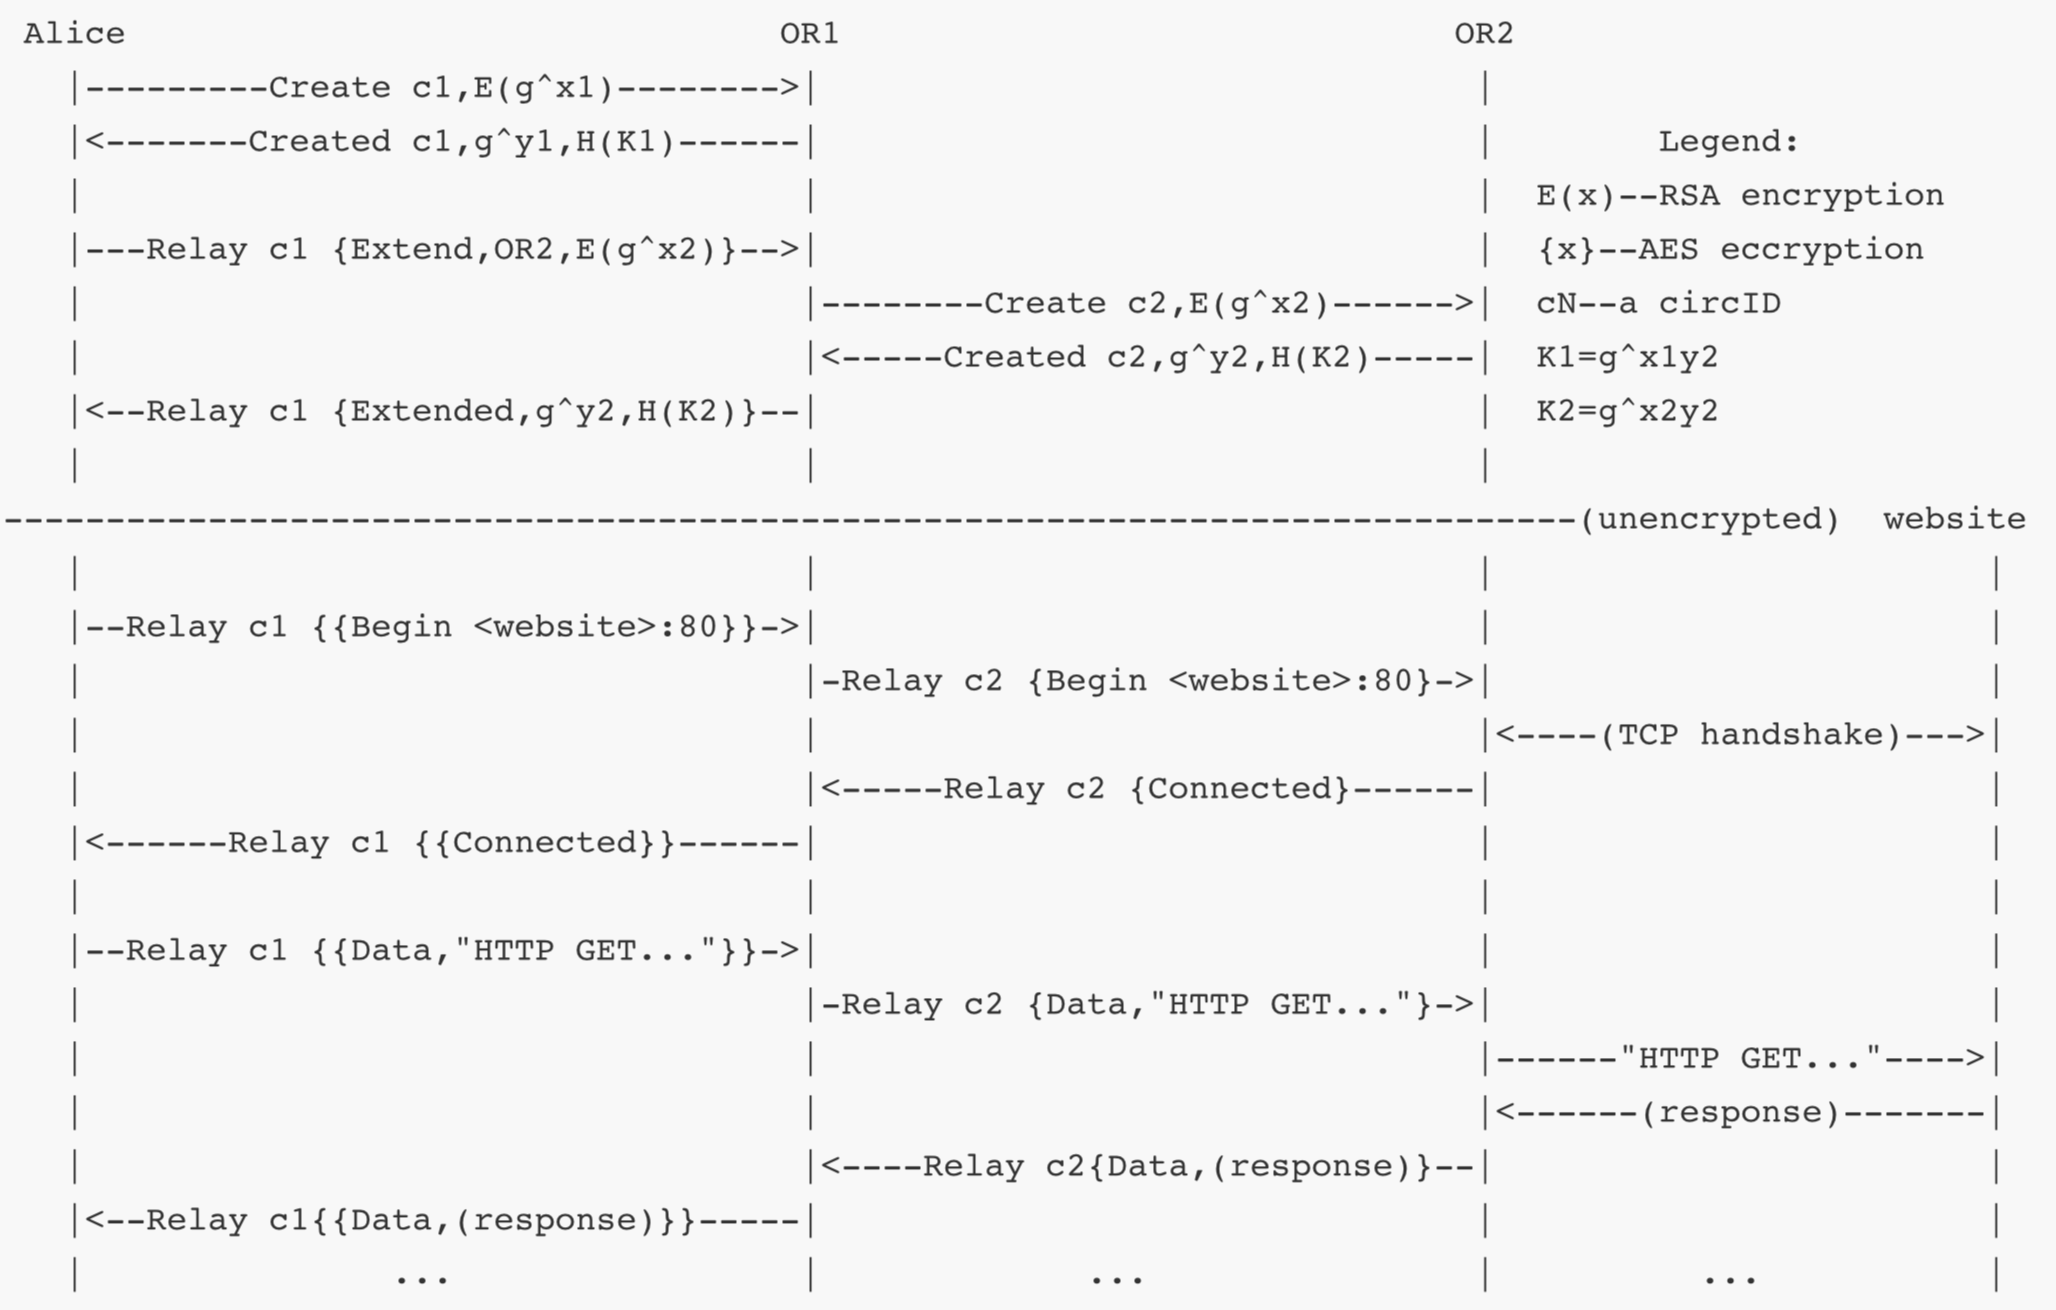 Alice OR1 OR2
|---------Create c1,E(g^x1)-------->| |
|<-------Created c1,g^y1,H(K1)------| | Legend:
| | | E(x)--RSA encryption
|---Relay c1 {Extend,OR2,E(g^x2)}-->| | {x}--AES eccryption
| |--------Create c2,E(g^x2)------>| cN--a circID
| |<-----Created c2,g^y2,H(K2)-----| K1=g^x1y2
|<--Relay c1 {Extended,g^y2,H(K2)}--| | K2=g^x2y2
| | |
-----------------------------------------------------------------------------(unencrypted) website
| | | |
|--Relay c1 {{Begin <website>:80}}->| | |
| |-Relay c2 {Begin <website>:80}->| |
| | |<----(TCP handshake)--->|
| |<-----Relay c2 {Connected}------| |
|<------Relay c1 {{Connected}}------| | |
| | | |
|--Relay c1 {{Data,"HTTP GET..."}}->| | |
| |-Relay c2 {Data,"HTTP GET..."}->| |
| | |------"HTTP GET..."---->|
| | |<------(response)-------|
| |<----Relay c2{Data,(response)}--| |
|<--Relay c1{{Data,(response)}}-----| | |
| ... | ... | ... |